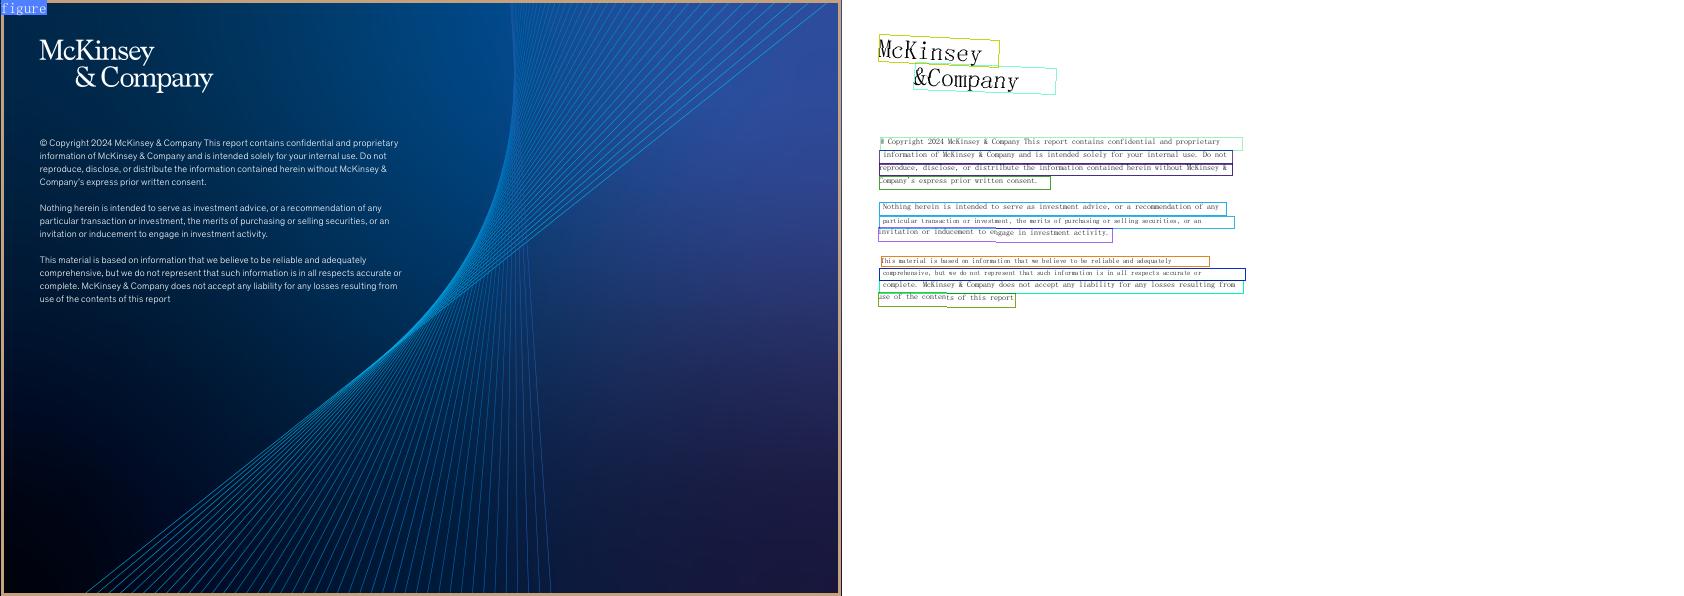 figure
McKinsey
& Company
© Copyright 2024 McKinsey & Company This report contains confidential and proprietary
information of McKinsey & Company and is intended solely for your internal use. Do not
reproduce, disclose, or distribute the information contained herein without McKinsey &
Company's express prior written consent.
Nothing herein is intended to serve as investment advice, or a recommendation of any
particular transaction or investment, the merits of purchasing or selling securities, or an
invitation or inducement to engage in investment activity.
This material is based on information that we believe to be reliable and adequately
comprehensive, but we do not represent that such information is in all respects accurate or
complete. McKinsey & Company does not accept any liability for any losses resulting from
use of the contents of this report
McKinsey
&Company
© Copyright 2024 McKinsey & Company This report contains confidential and proprietary
information of McKinsey & Company and is intended solely for your internal use. Do not
reproduce, disclose, or distrilbute the information contained herein without McKinsey &
Company's express prior written consent.
Nothing herein is intended to serve as investment advice, or a recommendation of any
particular transaction or investment, the merits of purchasing or selling securities, or an
invitation or inducement to engage in investment activity.
This material is based on information that we believe to be reliable and adequately
comprehensive, but we do not represent that such information is in all respects accurate or
complete. McKinsey & Company does not accept any liability for any losses resulting from
use of the contents of this report